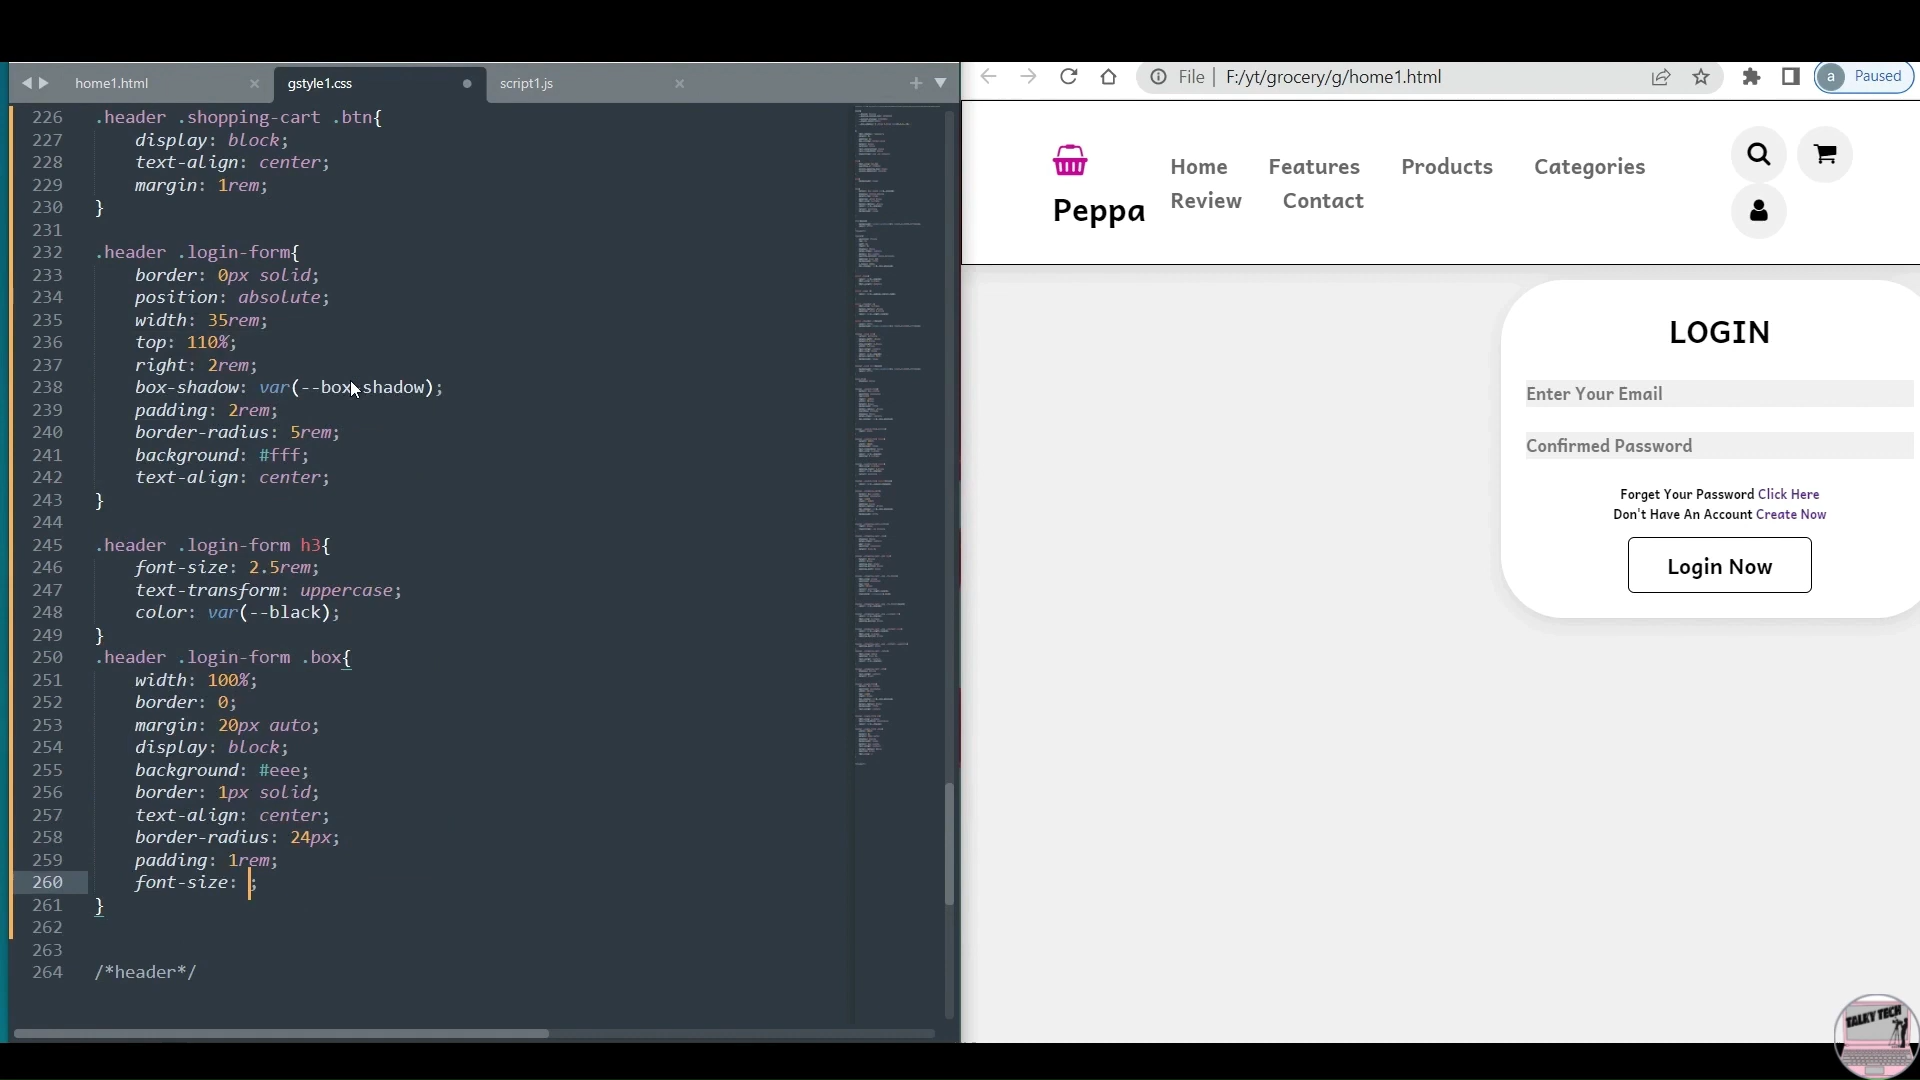 home1.html
gstyle1.css
script1.js
226 .header .shopping-cart .btn{
227 display: block;
228 text-align: center;
229 margin: 1rem;
230 }
231
232 .header .login-form{
233 border: 0px solid;
234 position: absolute;
235 width: 35rem;
236 top: 110%;
237 right: 2rem;
238 box-shadow: var(--box-shadow);
239 padding: 2rem;
240 border-radius: 5rem;
241 background: #fff;
242 text-align: center;
243 }
244
245 .header .login-form h3{
246 font-size: 2.5rem;
247 text-transform: uppercase;
248 color: var(--black);
249 }
250 .header .login-form .box{
251 width: 100%;
252 border: 0;
253 margin: 20px auto;
254 display: block;
255 background: #eee;
256 border: 1px solid;
257 text-align: center;
258 border-radius: 24px;
259 padding: 1rem;
260 font-size: ;
261 }
262
263
264 /*header*/
File F:/yt/grocery/g/home1.html
a Paused
Peppa
Home Features Products Categories
Review Contact
LOGIN
Enter Your Email
Confirmed Password
Forget Your Password Click Here
Don't Have An Account Create Now
Login Now
TALKY TECH